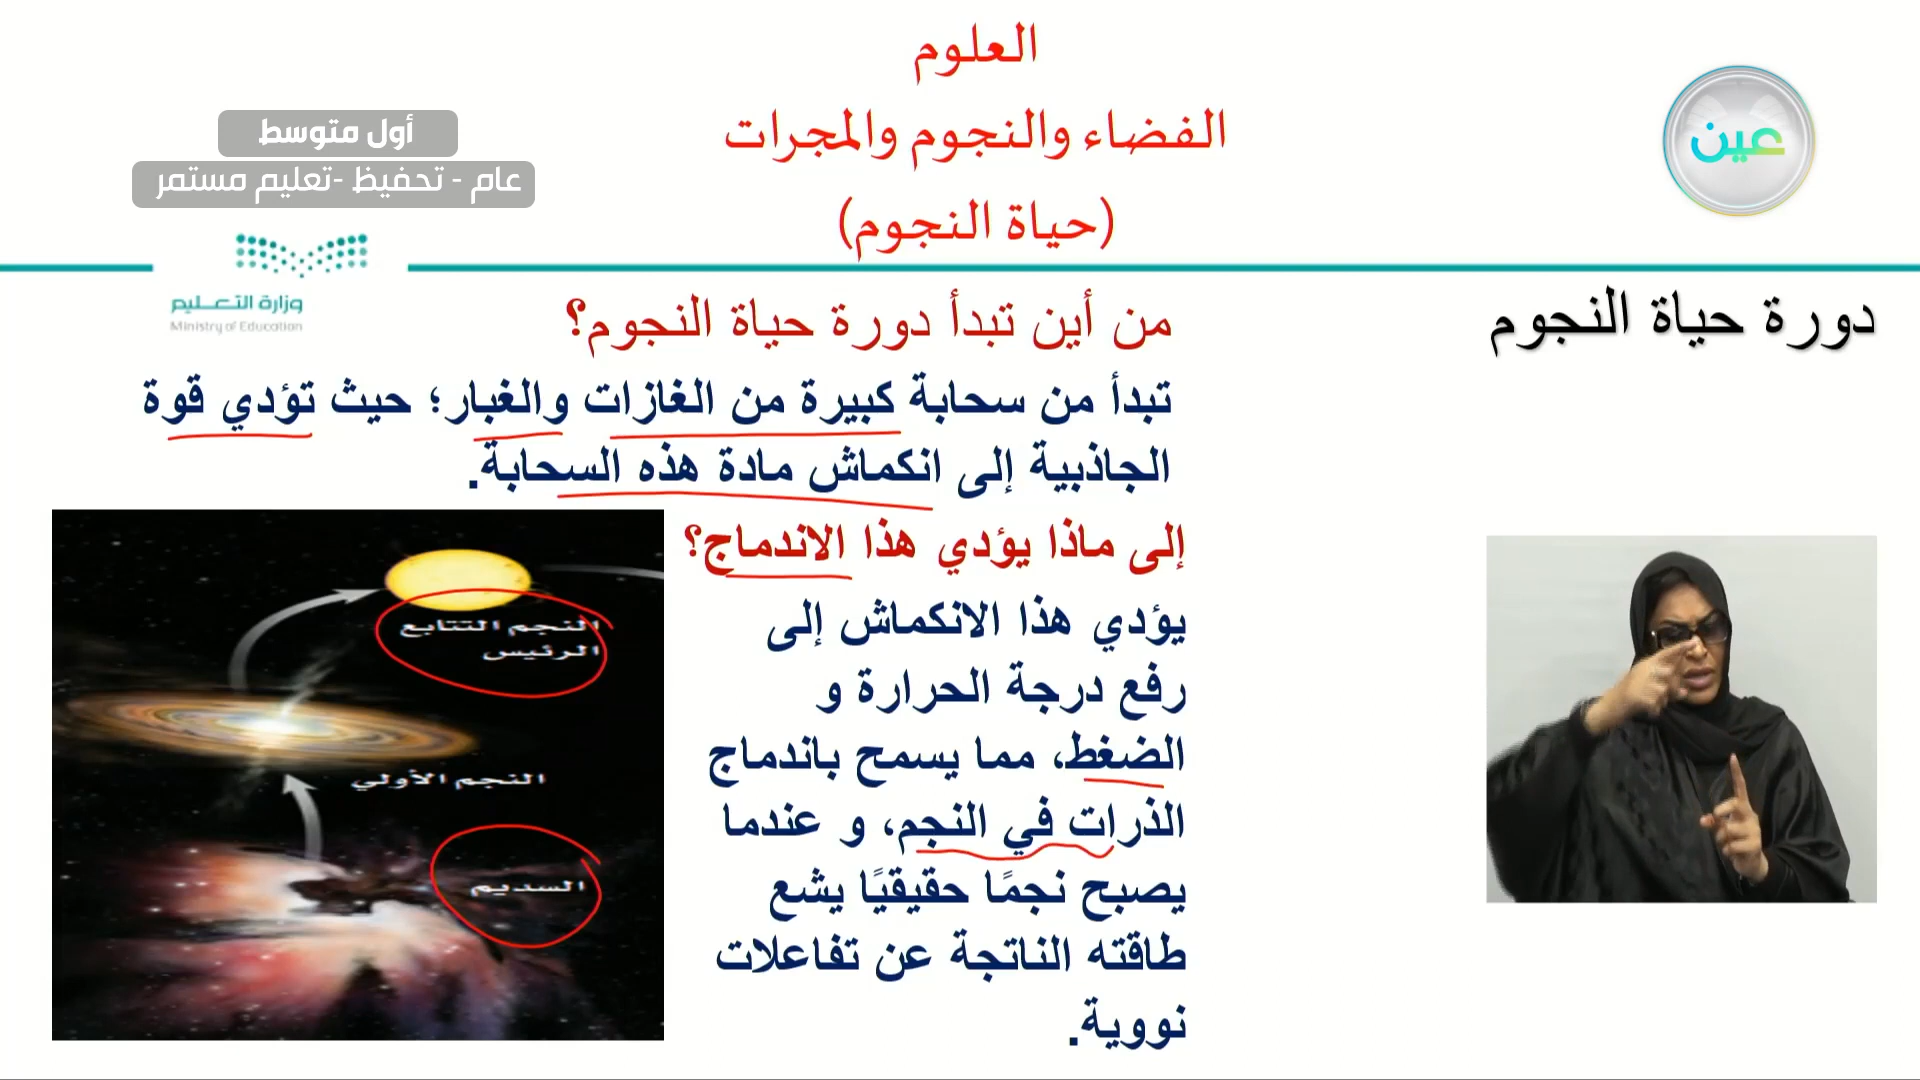 العلوم
الفضاء والنجوم والمجرات
(حياة النجوم)
عين
أول متوسط
عام - تحفيظ -تعليم مستمر
وزارة التعليم
Ministry of Education
دورة حياة النجوم
من أين تبدأ دورة حياة النجوم؟
تبدأ من سحابة كبيرة من الغازات والغبار؛ حيث تؤدي قوة
الجاذبية إلى انكماش مادة هذه السحابة.
إلى ماذا يؤدي هذا الاندماج؟
يؤدي هذا الانكماش إلى
رفع درجة الحرارة و
الضغط، مما يسمح باندماج
الذرات في النجم، و عندما
يصبح نجمًا حقيقيًا يشع
طاقته الناتجة عن تفاعلات
نووية.
النجم التتابع
الرئيس
النجم الأولي
السديم